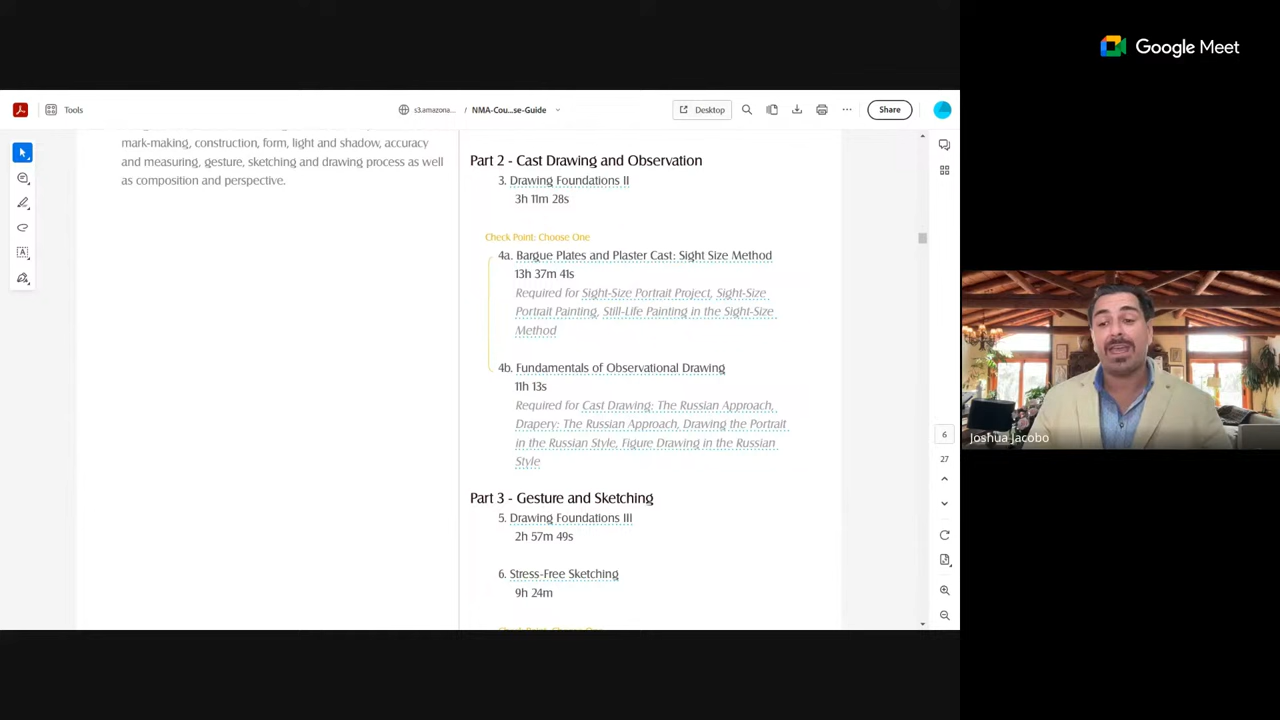 Google Meet
Tools
s3.amazona... / NMA-Cou...se-Guide
Desktop
Share
mark-making, construction, form, light and shadow, accuracy
and measuring, gesture, sketching and drawing process as well
as composition and perspective.
Part 2 - Cast Drawing and Observation
3. Drawing Foundations II
3h 11m 28s
Check Point: Choose One
4a. Bargue Plates and Plaster Cast: Sight Size Method
13h 37m 41s
Required for Sight-Size Portrait Project, Sight-Size
Portrait Painting, Still-Life Painting in the Sight-Size
Method
4b. Fundamentals of Observational Drawing
11h 13s
Required for Cast Drawing: The Russian Approach,
Drapery: The Russian Approach, Drawing the Portrait
in the Russian Style, Figure Drawing in the Russian
Style
Part 3 - Gesture and Sketching
5. Drawing Foundations III
2h 57m 49s
6. Stress-Free Sketching
9h 24m
6
27
Joshua Jacobo